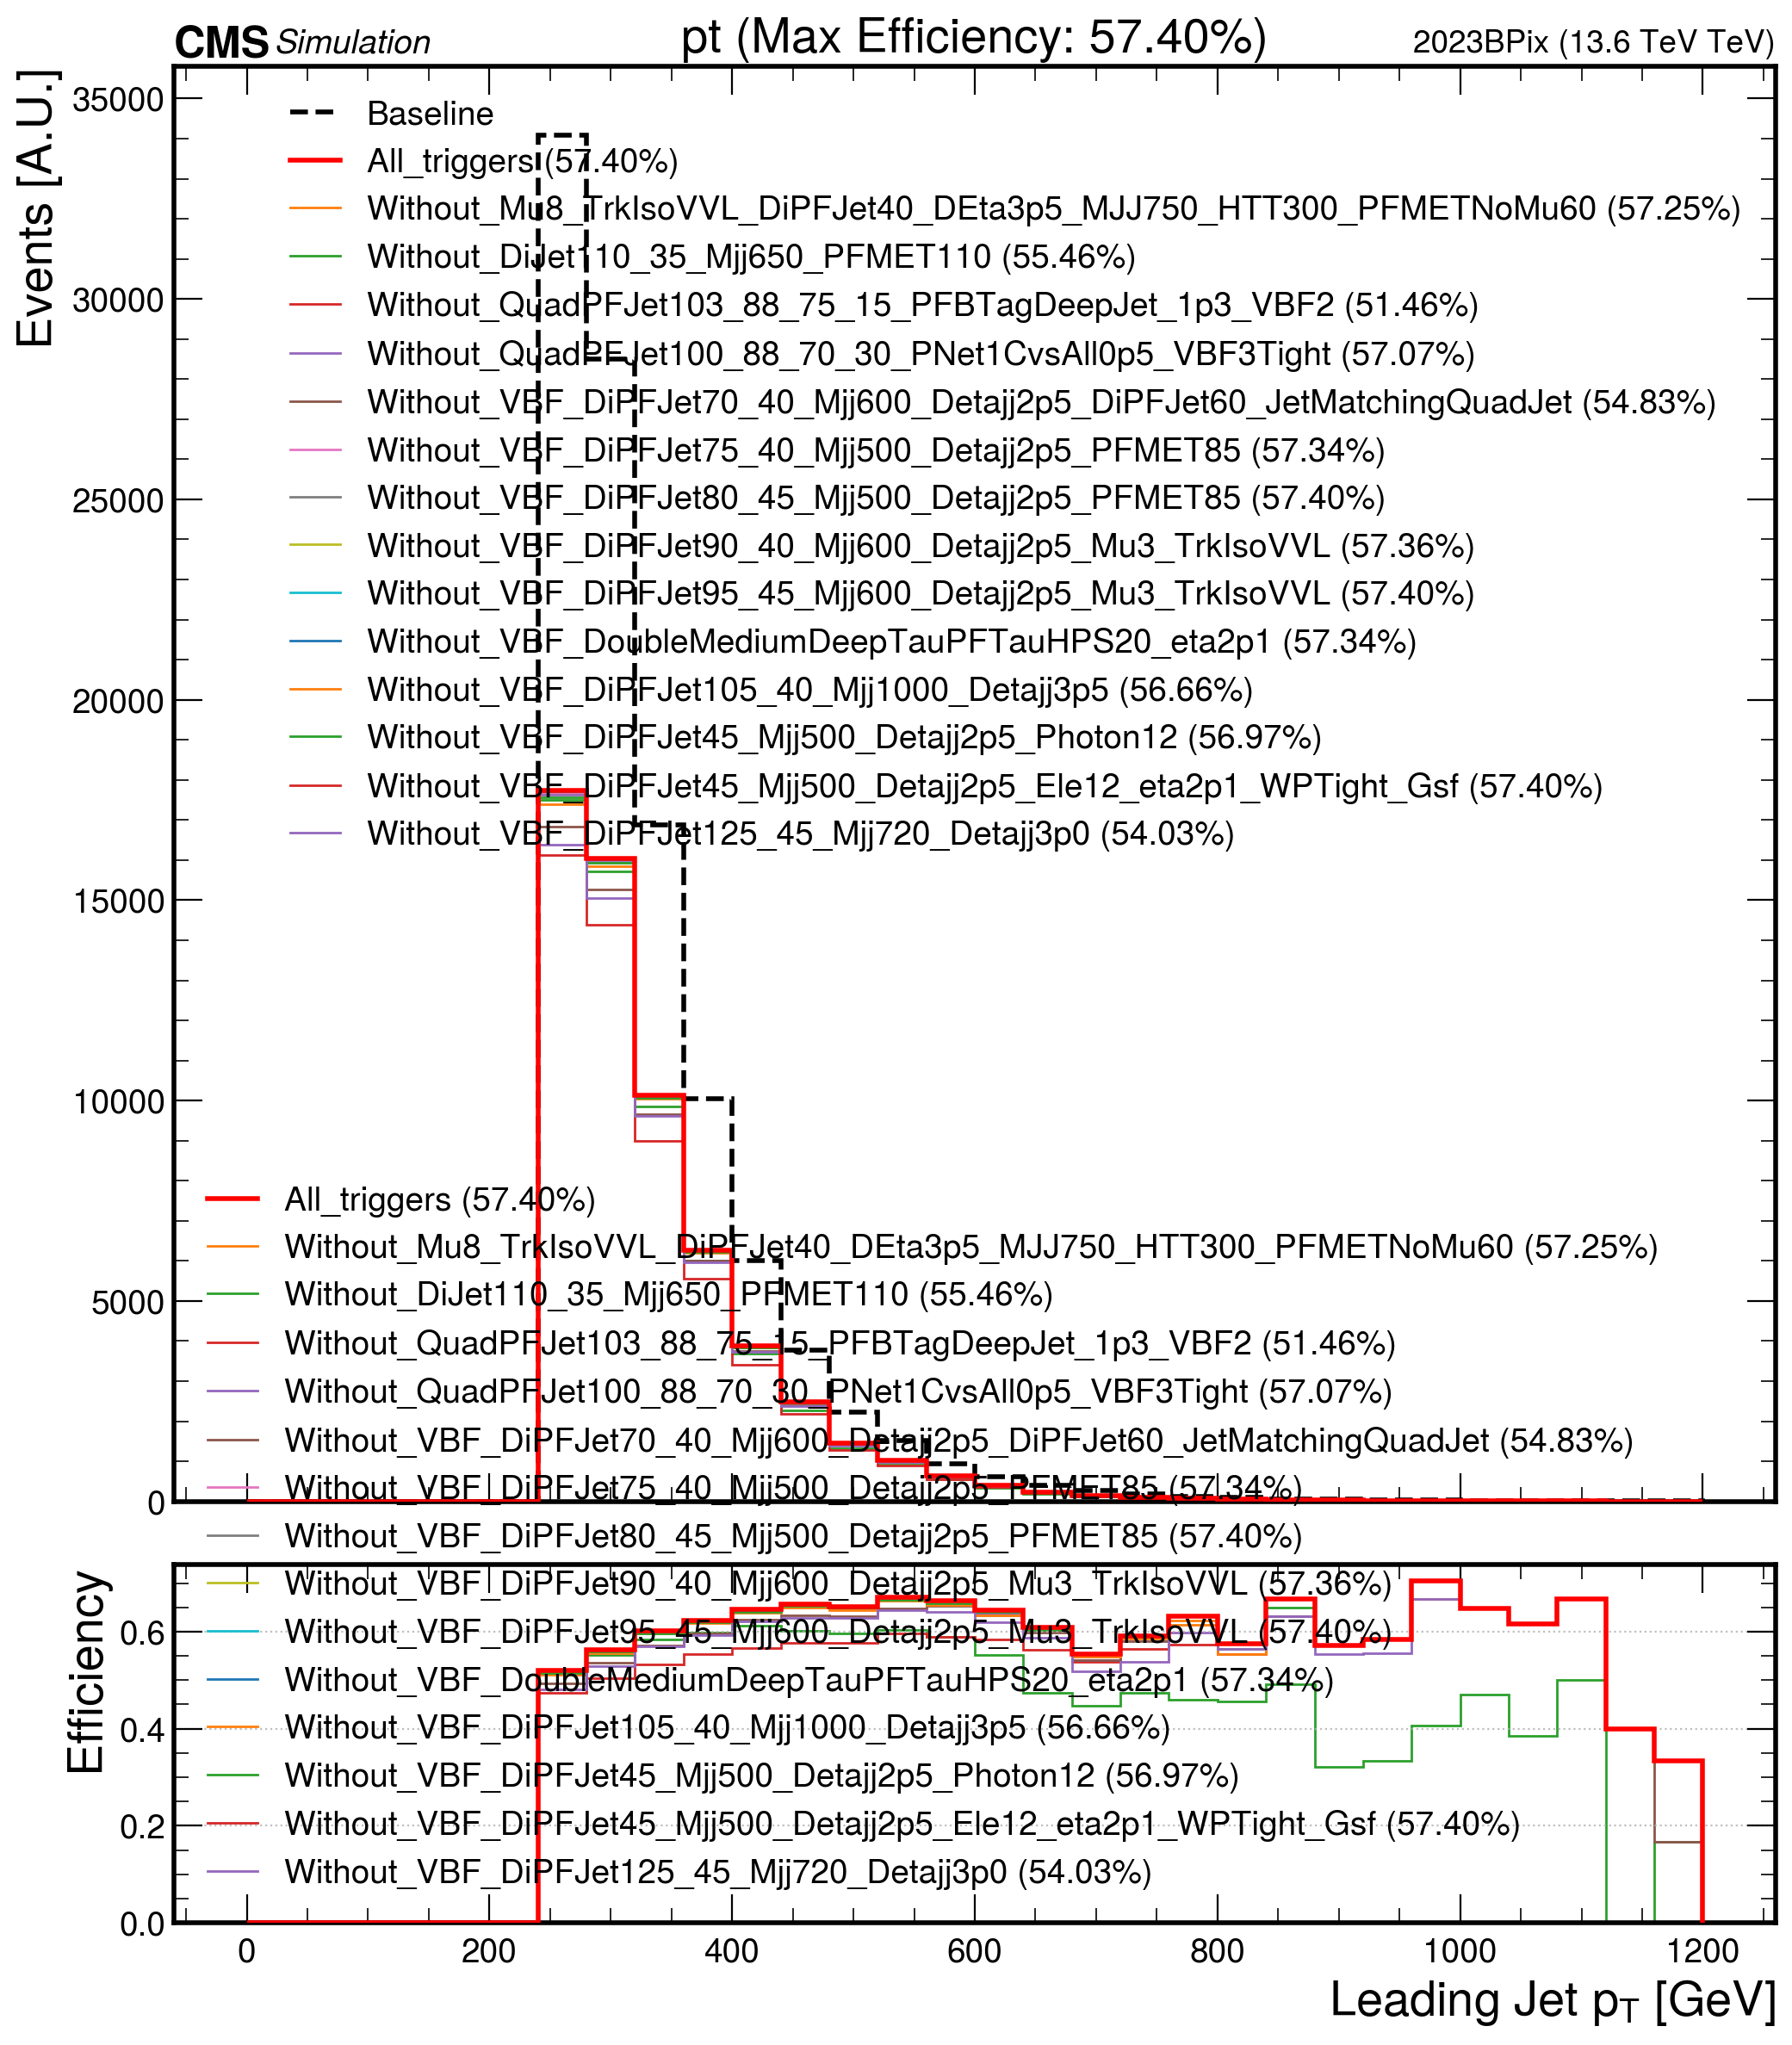 CMS Simulation pt (Max Efficiency: 57.40%) 2023BPix (13.6 TeV TeV)
Events [A.U.]
35000
30000
25000
20000
15000
10000
5000
0
Baseline
All_triggers (57.40%)
Without_Mu8_TrkIsoVVL_DiPFJet40_DEta3p5_MJJ750_HTT300_PFMETNoMu60 (57.25%)
Without_DiJet110_35_Mjj650_PFMET110 (55.46%)
Without_QuadPFJet103_88_75_15_PFBTagDeepJet_1p3_VBF2 (51.46%)
Without_QuadPFJet100_88_70_30_PNet1CvsAll0p5_VBF3Tight (57.07%)
Without_VBF_DiPFJet70_40_Mjj600_Detajj2p5_DiPFJet60_JetMatchingQuadJet (54.83%)
Without_VBF_DiPFJet75_40_Mjj500_Detajj2p5_PFMET85 (57.34%)
Without_VBF_DiPFJet80_45_Mjj500_Detajj2p5_PFMET85 (57.40%)
Without_VBF_DiPFJet90_40_Mjj600_Detajj2p5_Mu3_TrkIsoVVL (57.36%)
Without_VBF_DiPFJet95_45_Mjj600_Detajj2p5_Mu3_TrkIsoVVL (57.40%)
Without_VBF_DoubleMediumDeepTauPFTauHPS20_eta2p1 (57.34%)
Without_VBF_DiPFJet105_40_Mjj1000_Detajj3p5 (56.66%)
Without_VBF_DiPFJet45_Mjj500_Detajj2p5_Photon12 (56.97%)
Without_VBF_DiPFJet45_Mjj500_Detajj2p5_Ele12_eta2p1_WPTight_Gsf (57.40%)
Without_VBF_DiPFJet125_45_Mjj720_Detajj3p0 (54.03%)
All_triggers (57.40%)
Without_Mu8_TrkIsoVVL_DiPFJet40_DEta3p5_MJJ750_HTT300_PFMETNoMu60 (57.25%)
Without_DiJet110_35_Mjj650_PFMET110 (55.46%)
Without_QuadPFJet103_88_75_15_PFBTagDeepJet_1p3_VBF2 (51.46%)
Without_QuadPFJet100_88_70_30_PNet1CvsAll0p5_VBF3Tight (57.07%)
Without_VBF_DiPFJet70_40_Mjj600_Detajj2p5_DiPFJet60_JetMatchingQuadJet (54.83%)
Without_VBF_DiPFJet75_40_Mjj500_Detajj2p5_PFMET85 (57.34%)
Without_VBF_DiPFJet80_45_Mjj500_Detajj2p5_PFMET85 (57.40%)
Without_VBF_DiPFJet90_40_Mjj600_Detajj2p5_Mu3_TrkIsoVVL (57.36%)
Without_VBF_DiPFJet95_45_Mjj600_Detajj2p5_Mu3_TrkIsoVVL (57.40%)
Without_VBF_DoubleMediumDeepTauPFTauHPS20_eta2p1 (57.34%)
Without_VBF_DiPFJet105_40_Mjj1000_Detajj3p5 (56.66%)
Without_VBF_DiPFJet45_Mjj500_Detajj2p5_Photon12 (56.97%)
Without_VBF_DiPFJet45_Mjj500_Detajj2p5_Ele12_eta2p1_WPTight_Gsf (57.40%)
Without_VBF_DiPFJet125_45_Mjj720_Detajj3p0 (54.03%)
Efficiency
0.6
0.4
0.2
0.0
0 200 400 600 800 1000 1200
Leading Jet p_T [GeV]